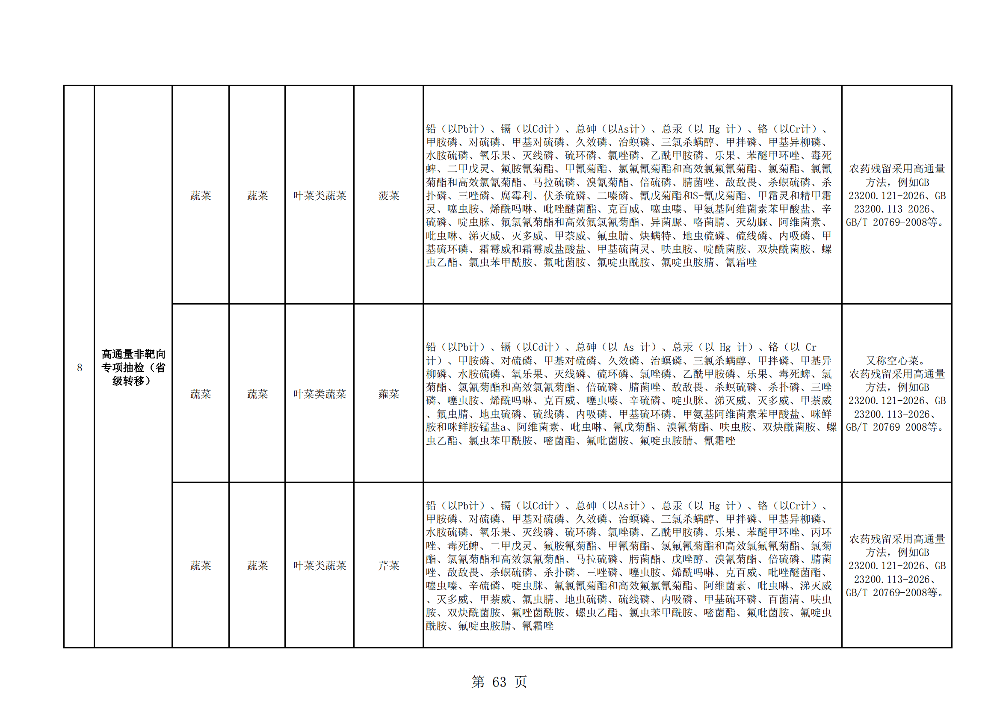 8
高通量非靶向
专项抽检（省
级转移）
蔬菜
蔬菜
叶菜类蔬菜
菠菜
铅（以Pb计）、镉（以Cd计）、总砷（以As计）、总汞（以 Hg 计）、铬（以Cr计）、
甲胺磷、对硫磷、甲基对硫磷、久效磷、治螟磷、三氯杀螨醇、甲拌磷、甲基异柳磷、
水胺硫磷、氧乐果、灭线磷、硫环磷、氯唑磷、乙酰甲胺磷、乐果、苯醚甲环唑、毒死
蜱、二甲戊灵、氟胺氰菊酯、甲氰菊酯、氯氟氰菊酯和高效氯氟氰菊酯、氯菊酯、氯氰
菊酯和高效氯氰菊酯、马拉硫磷、溴氰菊酯、倍硫磷、腈菌唑、敌敌畏、杀螟硫磷、杀
扑磷、三唑磷、腐霉利、伏杀硫磷、二嗪磷、氰戊菊酯和S-氰戊菊酯、甲霜灵和精甲霜
灵、噻虫胺、烯酰吗啉、吡唑醚菌酯、克百威、噻虫嗪、甲氨基阿维菌素苯甲酸盐、辛
硫磷、啶虫脒、氟氯氰菊酯和高效氟氯氰菊酯、异菌脲、咯菌腈、灭幼脲、阿维菌素、
吡虫啉、涕灭威、灭多威、甲萘威、氟虫腈、炔螨特、地虫硫磷、硫线磷、内吸磷、甲
基硫环磷、霜霉威和霜霉威盐酸盐、甲基硫菌灵、呋虫胺、啶酰菌胺、双炔酰菌胺、螺
虫乙酯、氯虫苯甲酰胺、氟吡菌胺、氟啶虫酰胺、氟啶虫胺腈、氰霜唑
农药残留采用高通量
方法，例如GB
23200.121-2026、GB
23200.113-2026、
GB/T 20769-2008等。
蔬菜
蔬菜
叶菜类蔬菜
蕹菜
铅（以Pb计）、镉（以Cd计）、总砷（以 As 计）、总汞（以 Hg 计）、铬（以 Cr
计）、甲胺磷、对硫磷、甲基对硫磷、久效磷、治螟磷、三氯杀螨醇、甲拌磷、甲基异
柳磷、水胺硫磷、氧乐果、灭线磷、硫环磷、氯唑磷、乙酰甲胺磷、乐果、毒死蜱、氯
菊酯、氯氰菊酯和高效氯氰菊酯、倍硫磷、腈菌唑、敌敌畏、杀螟硫磷、杀扑磷、三唑
磷、噻虫胺、烯酰吗啉、克百威、噻虫嗪、辛硫磷、啶虫脒、涕灭威、灭多威、甲萘威
、氟虫腈、地虫硫磷、硫线磷、内吸磷、甲基硫环磷、甲氨基阿维菌素苯甲酸盐、咪鲜
胺和咪鲜胺锰盐a、阿维菌素、吡虫啉、氰戊菊酯、溴氰菊酯、呋虫胺、双炔酰菌胺、螺
虫乙酯、氯虫苯甲酰胺、嘧菌酯、氟吡菌胺、氟啶虫胺腈、氰霜唑
又称空心菜。
农药残留采用高通量
方法，例如GB
23200.121-2026、GB
23200.113-2026、
GB/T 20769-2008等。
蔬菜
蔬菜
叶菜类蔬菜
芹菜
铅（以Pb计）、镉（以Cd计）、总砷（以As计）、总汞（以 Hg 计）、铬（以Cr计）、
甲胺磷、对硫磷、甲基对硫磷、久效磷、治螟磷、三氯杀螨醇、甲拌磷、甲基异柳磷、
水胺硫磷、氧乐果、灭线磷、硫环磷、氯唑磷、乙酰甲胺磷、乐果、苯醚甲环唑、丙环
唑、毒死蜱、二甲戊灵、氟胺氰菊酯、甲氰菊酯、氯氟氰菊酯和高效氯氟氰菊酯、氯菊
酯、氯氰菊酯和高效氯氰菊酯、马拉硫磷、肟菌酯、戊唑醇、溴氰菊酯、倍硫磷、腈菌
唑、敌敌畏、杀螟硫磷、杀扑磷、三唑磷、噻虫胺、烯酰吗啉、克百威、吡唑醚菌酯、
噻虫嗪、辛硫磷、啶虫脒、氟氯氰菊酯和高效氟氯氰菊酯、阿维菌素、吡虫啉、涕灭威
、灭多威、甲萘威、氟虫腈、地虫硫磷、硫线磷、内吸磷、甲基硫环磷、百菌清、呋虫
胺、双炔酰菌胺、氟唑菌酰胺、螺虫乙酯、氯虫苯甲酰胺、嘧菌酯、氟吡菌胺、氟啶虫
酰胺、氟啶虫胺腈、氰霜唑
农药残留采用高通量
方法，例如GB
23200.121-2026、GB
23200.113-2026、
GB/T 20769-2008等。
第 63 页